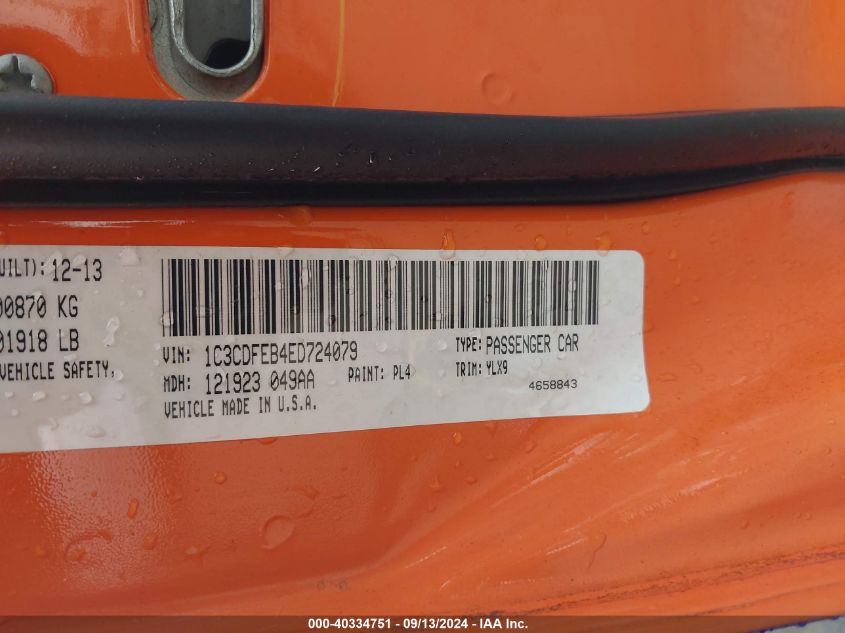 UILT): 12-13
00870 KG
01918 LB
VEHICLE SAFETY,
VIN: 1C3CDFEB4ED724079
TYPE: PASSENGER CAR
MDH: 121923 049AA
PAINT: PL4
TRIM: YLX9
VEHICLE MADE IN U.S.A.
4658843
000-40334751 - 09/13/2024 - IAA Inc.